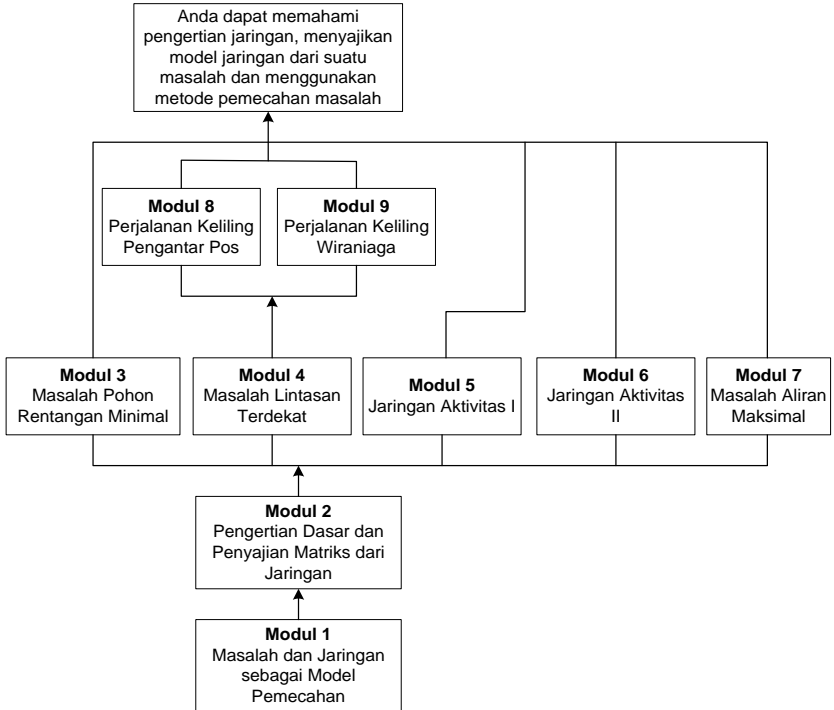 Anda dapat memahami
pengertian jaringan, menyajikan
model jaringan dari suatu
masalah dan menggunakan
metode pemecahan masalah
Modul 8
Perjalanan Keliling
Pengantar Pos
Modul 9
Perjalanan Keliling
Wiraniaga
Modul 3
Masalah Pohon
Rentangan Minimal
Modul 4
Masalah Lintasan
Terdekat
Modul 5
Jaringan Aktivitas I
Modul 6
Jaringan Aktivitas
II
Modul 7
Masalah Aliran
Maksimal
Modul 2
Pengertian Dasar dan
Penyajian Matriks dari
Jaringan
Modul 1
Masalah dan Jaringan
sebagai Model
Pemecahan